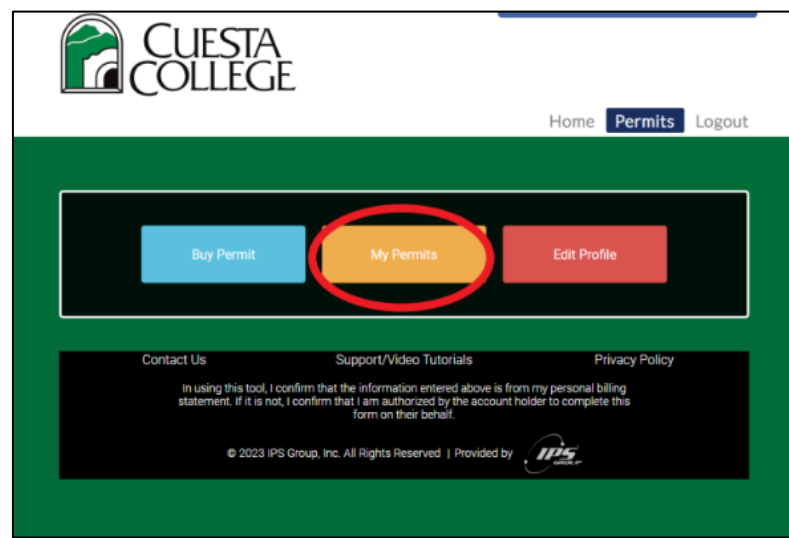 CUESTA
COLLEGE
Home Permits Logout
Buy Permit My Permits Edit Profile
Contact Us Support/Video Tutorials Privacy Policy
In using this tool, I confirm that the information entered above is from my personal billing
statement. If it is not, I confirm that I am authorized by the account holder to complete this
form on their behalf.
© 2023 IPS Group, Inc. All Rights Reserved | Provided by IPS
GROUP